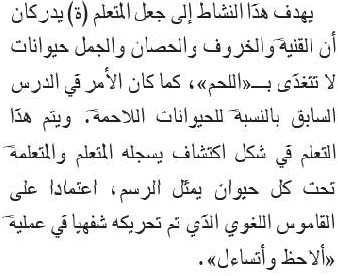 يهدف هذا النشاط إلى جعل المتعلم (ة) يدركان
أن القنية والخروف والحصان والجمل حيوانات
لا تتغذى بـ«اللحم»، كما كان الأمر في الدرس
السابق بالنسبة للحيوانات اللاحمة. ويتم هذا
التعلم في شكل اكتشاف يسجله المتعلم والمتعلمة
تحت كل حيوان يمثل الرسم، اعتمادا على
القاموس اللغوي الذي تم تحريكه شفهيا في عملية
«ألاحظ وأتساءل».